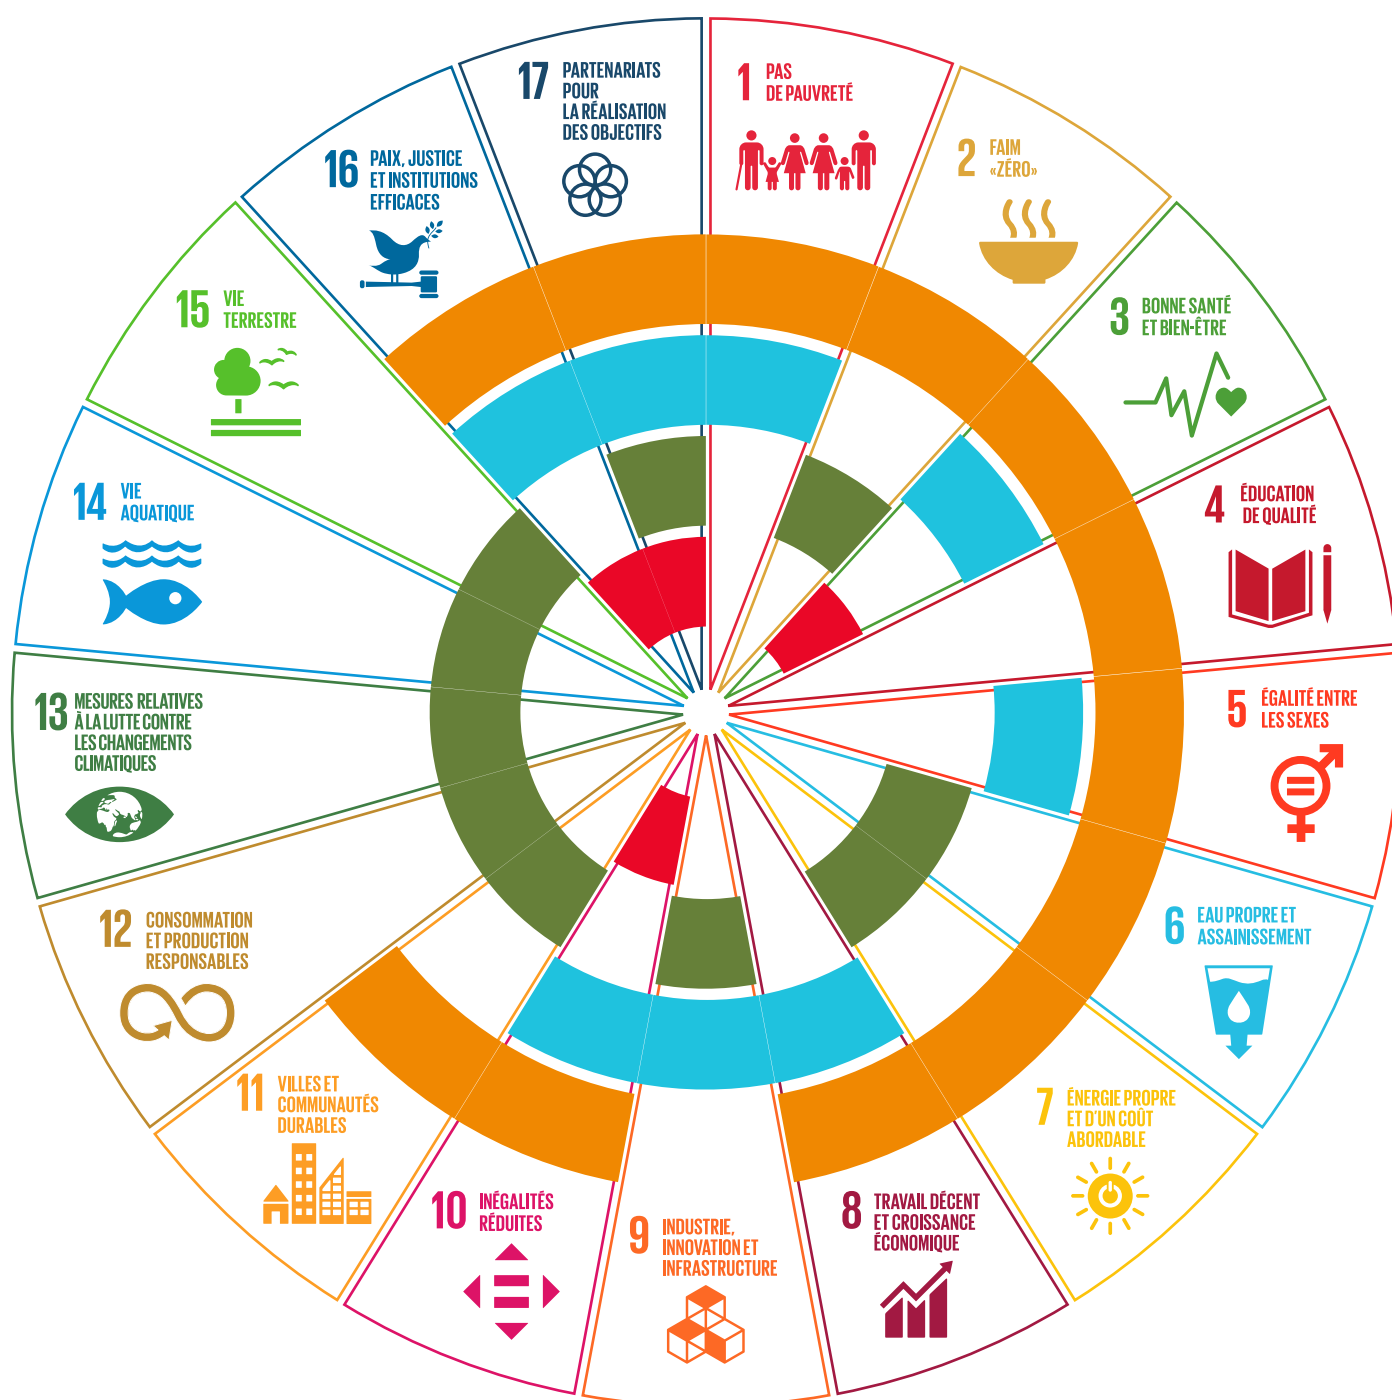 1 PAS
DE PAUVRETÉ
2 FAIM
«ZÉRO»
3 BONNE SANTÉ
ET BIEN-ÊTRE
4 ÉDUCATION
DE QUALITÉ
5 ÉGALITÉ ENTRE
LES SEXES
6 EAU PROPRE ET
ASSAINISSEMENT
7 ÉNERGIE PROPRE
ET D'UN COÛT
ABORDABLE
8 TRAVAIL DÉCENT
ET CROISSANCE
ÉCONOMIQUE
9 INDUSTRIE,
INNOVATION ET
INFRASTRUCTURE
10 INÉGALITÉS
RÉDUITES
11 VILLES ET
COMMUNAUTÉS
DURABLES
12 CONSOMMATION
ET PRODUCTION
RESPONSABLES
13 MESURES RELATIVES
À LA LUTTE CONTRE
LES CHANGEMENTS
CLIMATIQUES
14 VIE
AQUATIQUE
15 VIE
TERRESTRE
16 PAIX, JUSTICE
ET INSTITUTIONS
EFFICACES
17 PARTENARIATS
POUR
LA RÉALISATION
DES OBJECTIFS